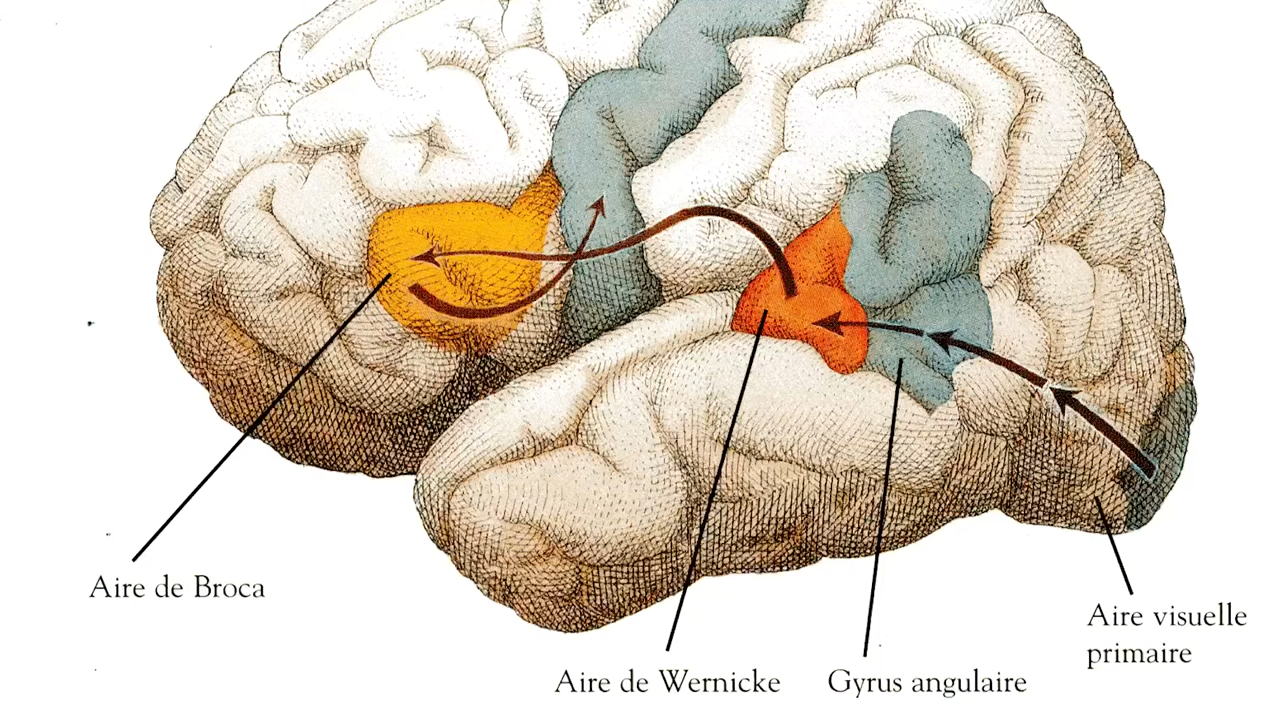 Aire de Broca
Aire de Wernicke
Gyrus angulaire
Aire visuelle
primaire